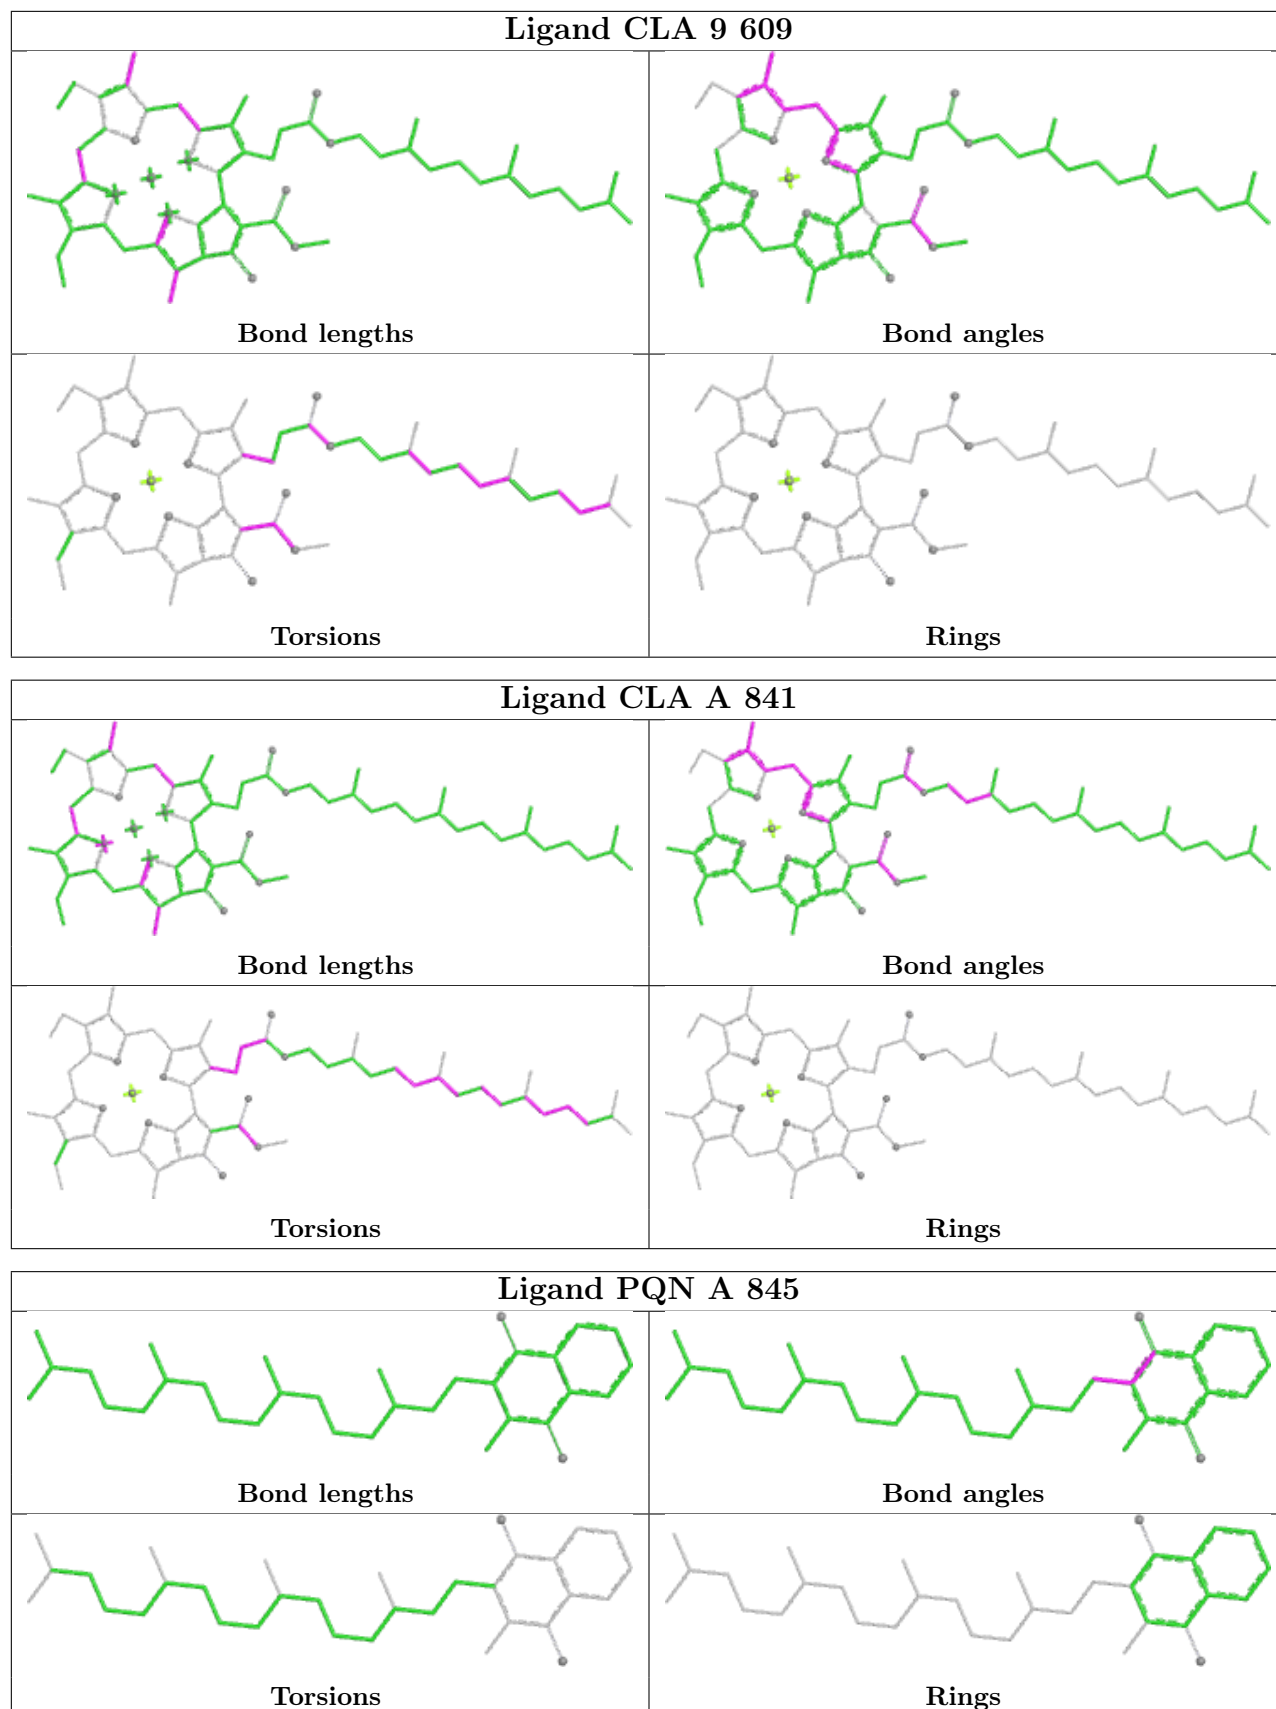 Ligand CLA 9 609
Bond lengths
Bond angles
Torsions
Rings
Ligand CLA A 841
Bond lengths
Bond angles
Torsions
Rings
Ligand PQN A 845
Bond lengths
Bond angles
Torsions
Rings